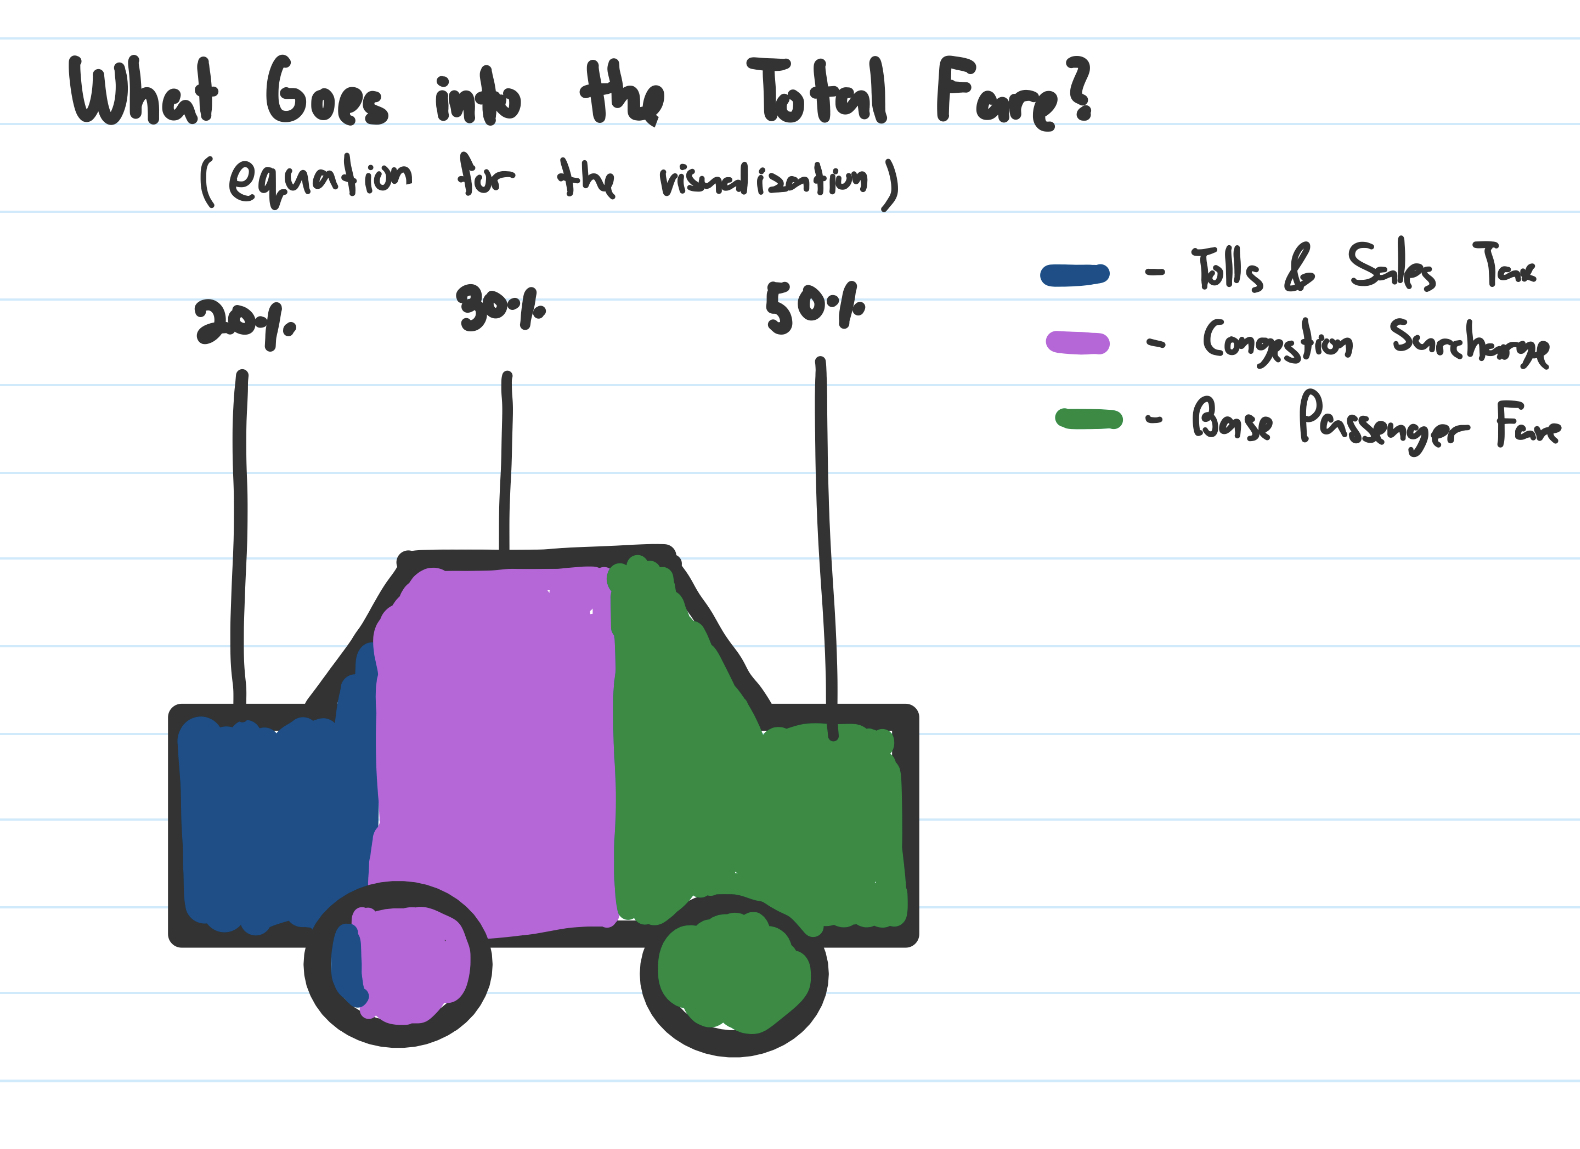 What Goes into the Total Fare?
(equation for the visualization)
20% 30% 50%
- Tolls & Sales Tax
- Congestion Surcharge
- Base Passenger Fare